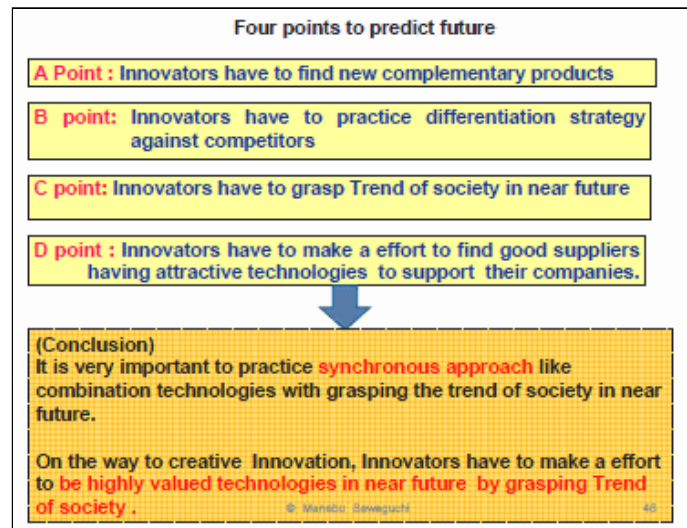 Four points to predict future
A Point : Innovators have to find new complementary products
B point: Innovators have to practice differentiation strategy
against competitors
C point: Innovators have to grasp Trend of society in near future
D point : Innovators have to make a effort to find good suppliers
having attractive technologies to support their companies.
(Conclusion)
It is very important to practice synchronous approach like
combination technologies with grasping the trend of society in near
future.
On the way to creative Innovation, Innovators have to make a effort
to be highly valued technologies in near future by grasping Trend
of society .
© Manabu Sawaguchi
46